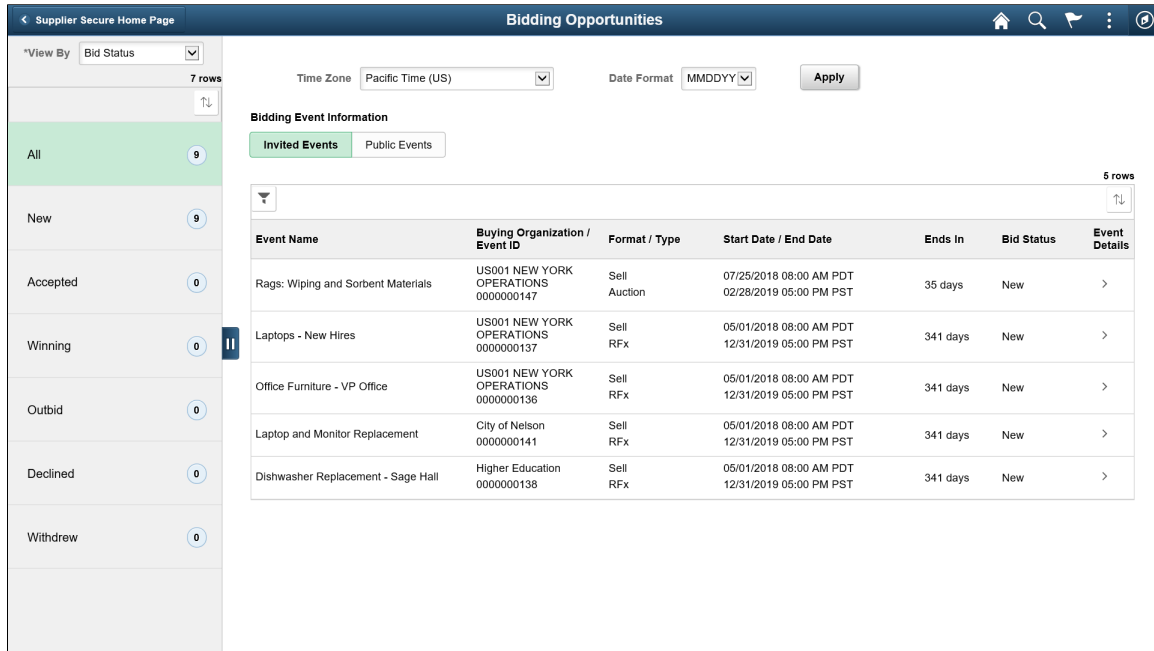 Supplier Secure Home Page
Bidding Opportunities
*View By Bid Status
7 rows
All 9
New 9
Accepted 0
Winning 0
Outbid 0
Declined 0
Withdrew 0
Time Zone Pacific Time (US) Date Format MMDDYY Apply
Bidding Event Information
Invited Events Public Events
5 rows
Event Name Buying Organization / Event ID Format / Type Start Date / End Date Ends In Bid Status Event Details
Rags: Wiping and Sorbent Materials US001 NEW YORK OPERATIONS 0000000147 Sell Auction 07/25/2018 08:00 AM PDT 02/28/2019 05:00 PM PST 35 days New
Laptops - New Hires US001 NEW YORK OPERATIONS 0000000137 Sell RFx 05/01/2018 08:00 AM PDT 12/31/2019 05:00 PM PST 341 days New
Office Furniture - VP Office US001 NEW YORK OPERATIONS 0000000136 Sell RFx 05/01/2018 08:00 AM PDT 12/31/2019 05:00 PM PST 341 days New
Laptop and Monitor Replacement City of Nelson 0000000141 Sell RFx 05/01/2018 08:00 AM PDT 12/31/2019 05:00 PM PST 341 days New
Dishwasher Replacement - Sage Hall Higher Education 0000000138 Sell RFx 05/01/2018 08:00 AM PDT 12/31/2019 05:00 PM PST 341 days New